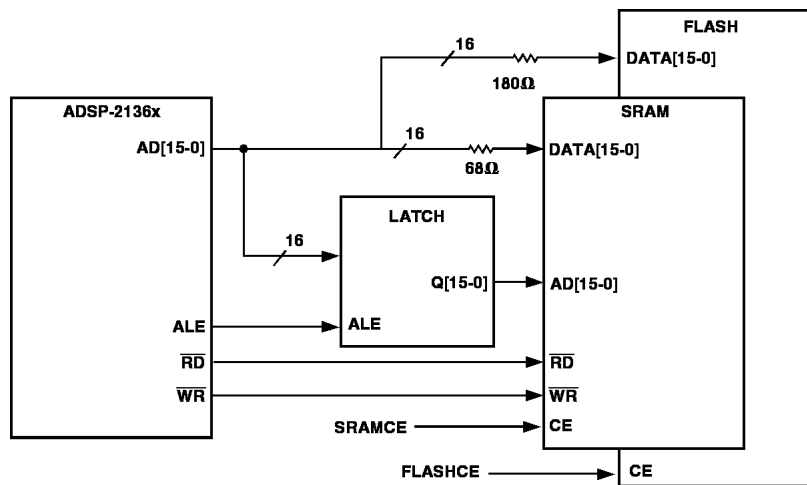 FLASH
16
DATA[15-0]
180Ω
ADSP-2136x
SRAM
AD[15-0]
16
DATA[15-0]
68Ω
LATCH
16
Q[15-0]
AD[15-0]
ALE
ALE
RD
RD
WR
WR
SRAMCE
CE
FLASHCE
CE